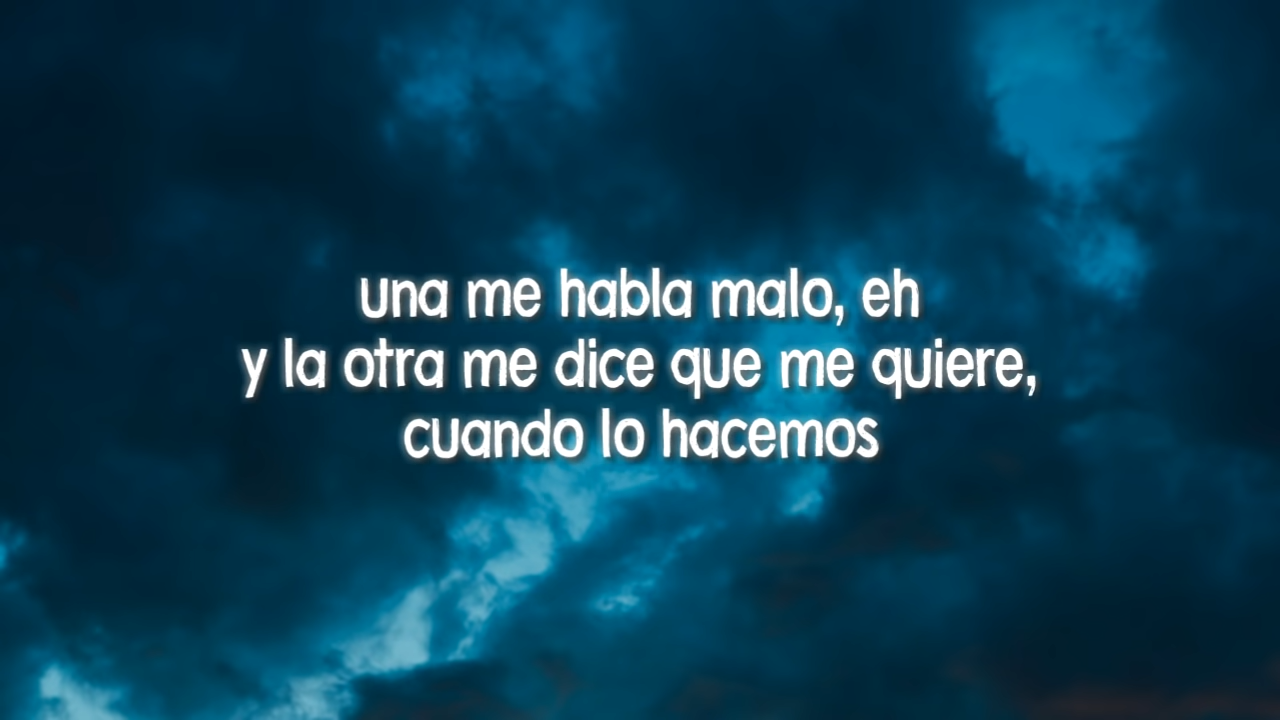 una me habla malo, eh
y la otra me dice que me quiere,
cuando lo hacemos